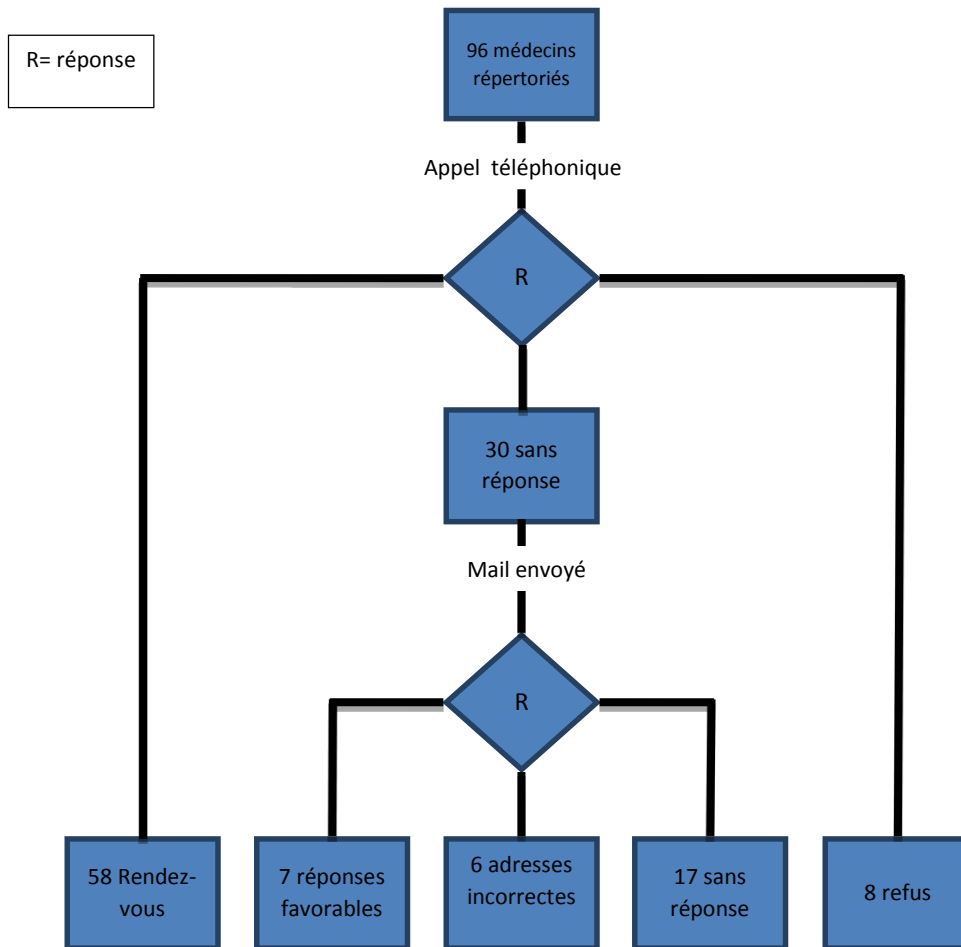 R= réponse
96 médecins
répertoriés
Appel téléphonique
R
30 sans
réponse
Mail envoyé
R
58 Rendez-
vous
7 réponses
favorables
6 adresses
incorrectes
17 sans
réponse
8 refus